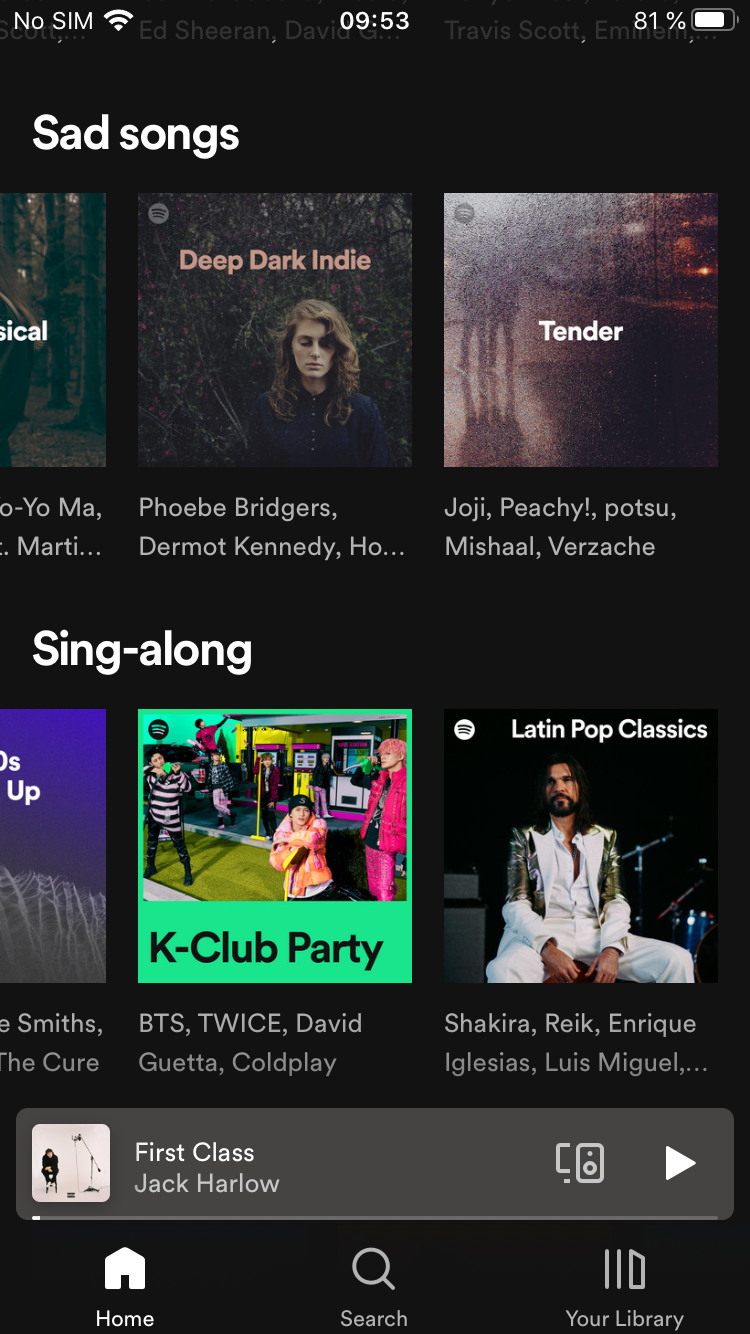 No SIM 09:53 81 %
Scott,... Ed Sheeran, David G... Travis Scott, Eminem,...
Sad songs
Deep Dark Indie
sical
Tender
o-Yo Ma,
Phoebe Bridgers,
Joji, Peachy!, potsu,
t. Marti...
Dermot Kennedy, Ho...
Mishaal, Verzache
Sing-along
0s
Up
K-Club Party
Latin Pop Classics
e Smiths,
BTS, TWICE, David
Shakira, Reik, Enrique
The Cure
Guetta, Coldplay
Iglesias, Luis Miguel,...
First Class
Jack Harlow
Home
Search
Your Library